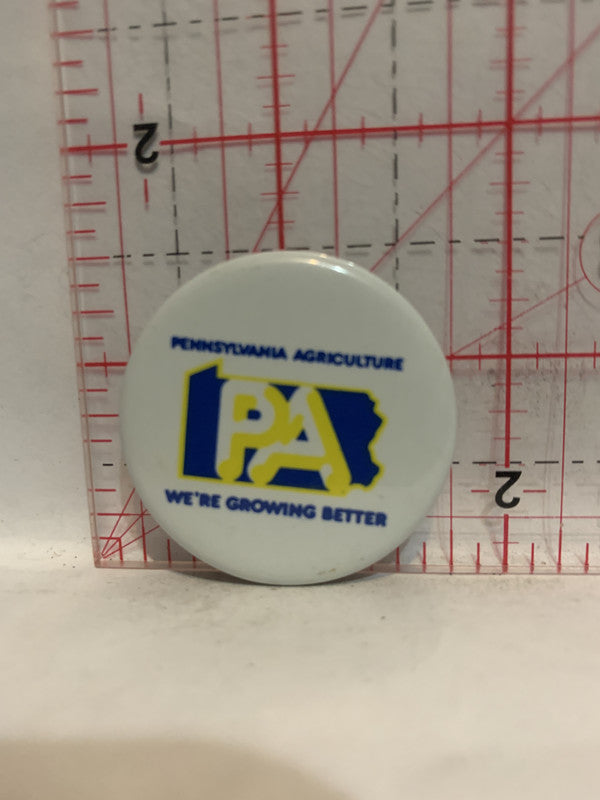 2
PENNSYLVANIA AGRICULTURE
PA
WE'RE GROWING BETTER
2